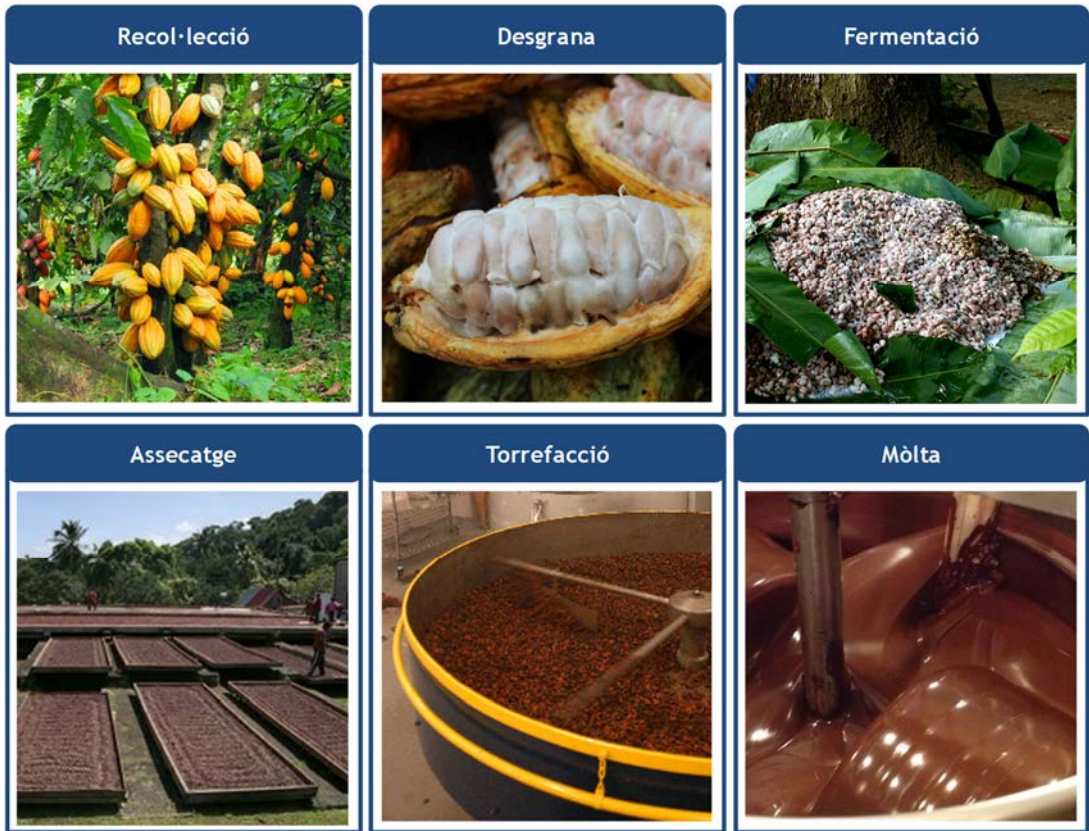 Recol·lecció
Desgrana
Fermentació
Assecatge
Torrefacció
Mòlta